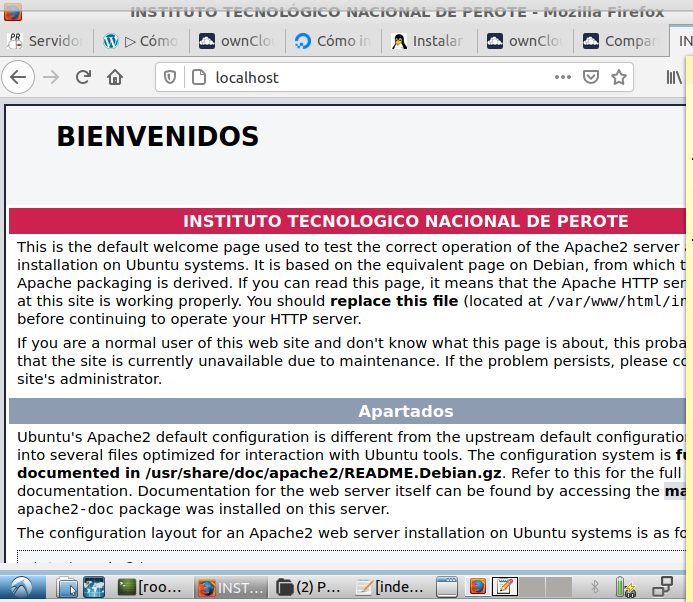 INSTITUTO TECNOLÓGICO NACIONAL DE PEROTE - Mozilla Firefox
Servido ▷ Cómo ownClo Cómo in Instalar ownClo Compar IN
localhost
BIENVENIDOS
INSTITUTO TECNOLOGICO NACIONAL DE PEROTE
This is the default welcome page used to test the correct operation of the Apache2 server
installation on Ubuntu systems. It is based on the equivalent page on Debian, from which t
Apache packaging is derived. If you can read this page, it means that the Apache HTTP ser
at this site is working properly. You should replace this file (located at /var/www/html/in
before continuing to operate your HTTP server.
If you are a normal user of this web site and don't know what this page is about, this proba
that the site is currently unavailable due to maintenance. If the problem persists, please co
site's administrator.
Apartados
Ubuntu's Apache2 default configuration is different from the upstream default configuration
into several files optimized for interaction with Ubuntu tools. The configuration system is fu
documented in /usr/share/doc/apache2/README.Debian.gz. Refer to this for the full
documentation. Documentation for the web server itself can be found by accessing the ma
apache2-doc package was installed on this server.
The configuration layout for an Apache2 web server installation on Ubuntu systems is as fo
[roo... INST... (2) P... [inde...